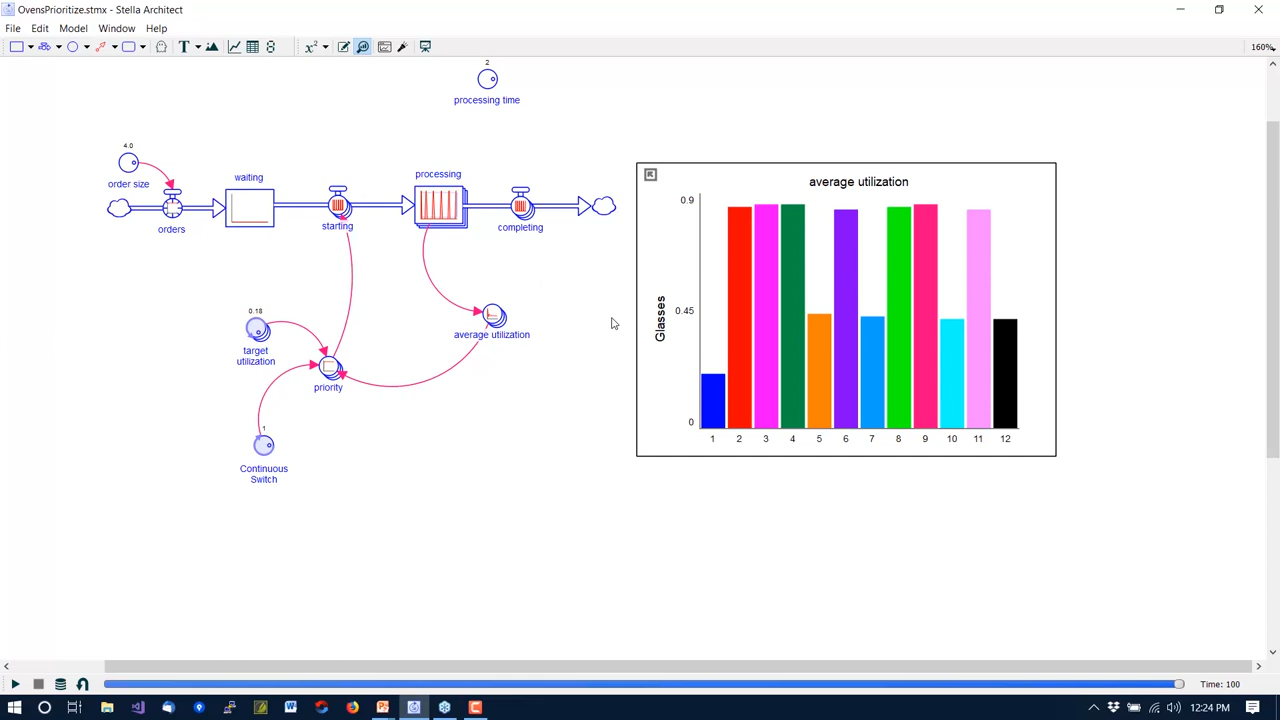 OvensPrioritize.stmx - Stella Architect
File Edit Model Window Help
160%
2
processing time
4.0
order size
orders
waiting
starting
processing
completing
0.18
target
utilization
priority
average utilization
1
Continuous
Switch
average utilization
0.9
0.45
0
Glasses
1 2 3 4 5 6 7 8 9 10 11 12
Time: 100
12:24 PM